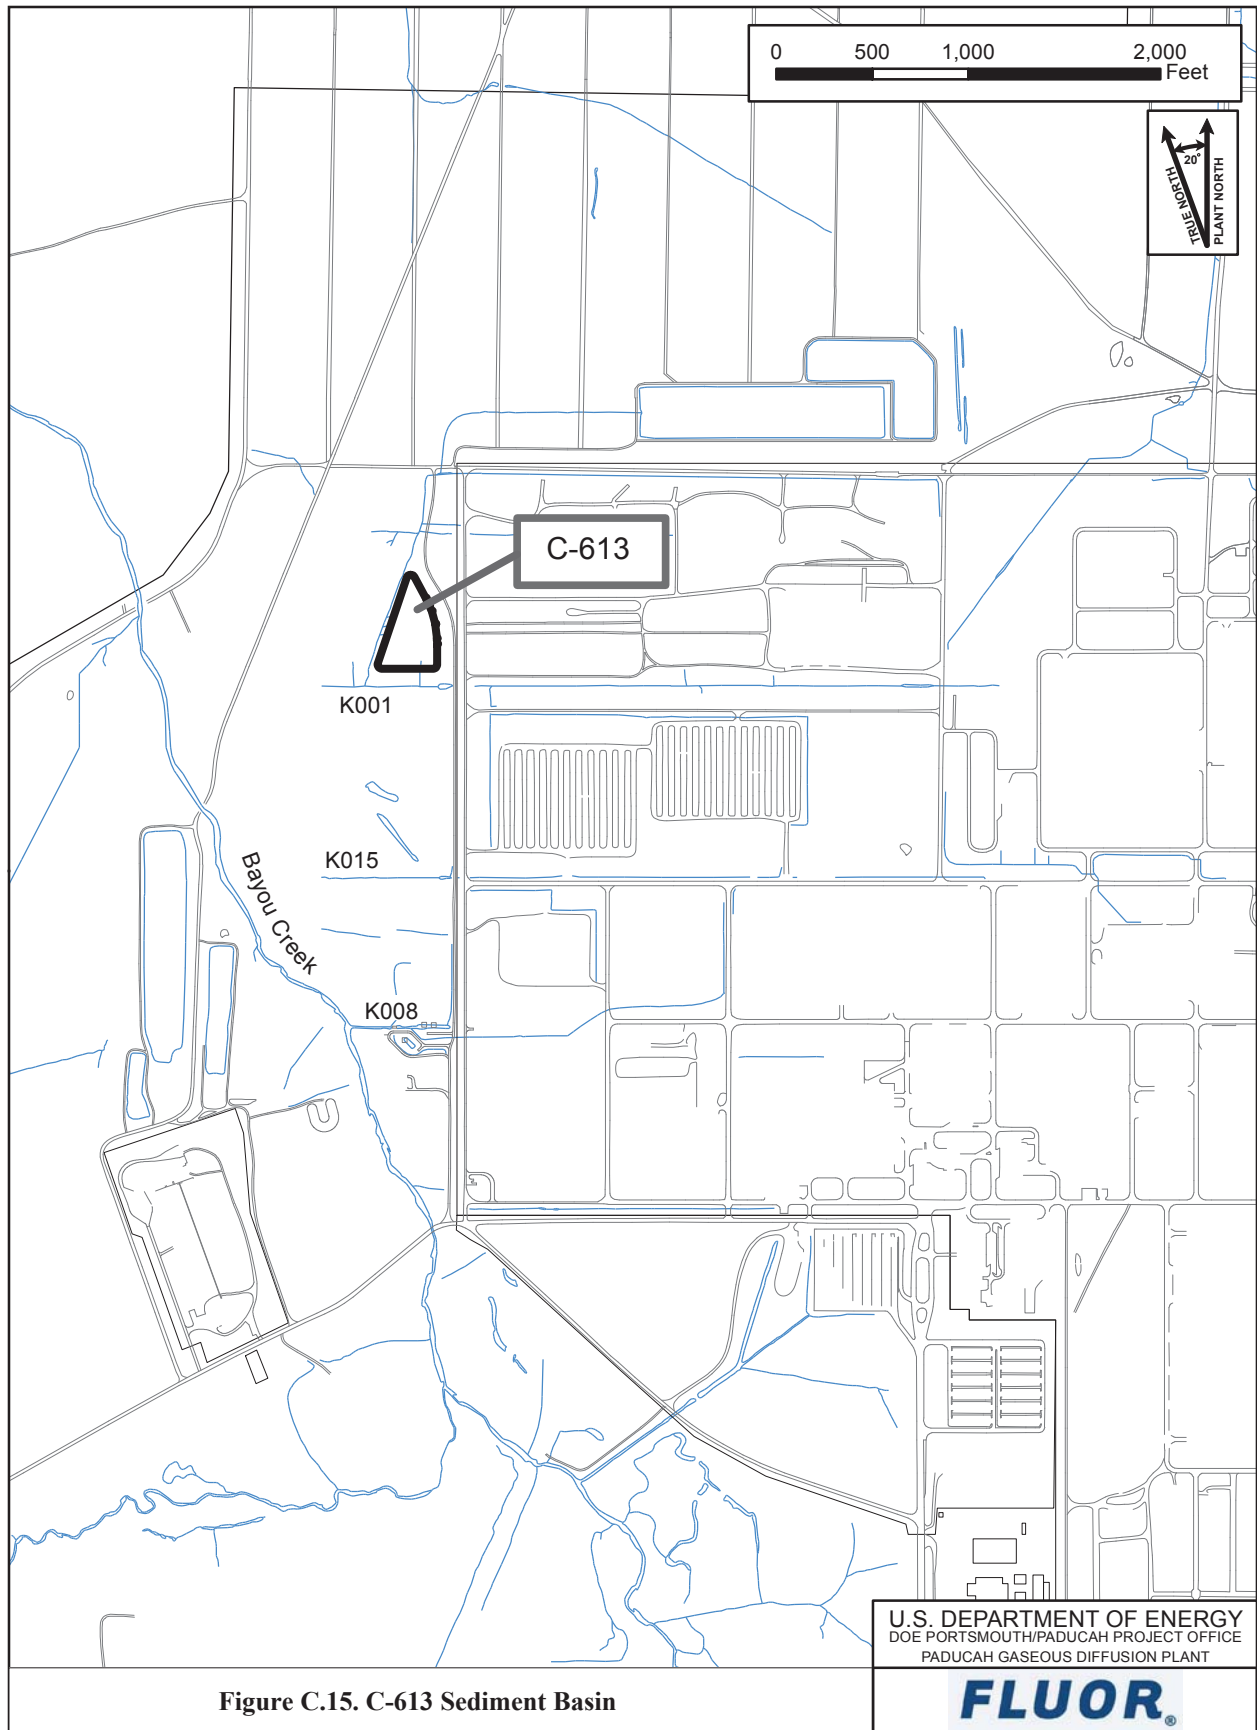 0 500 1,000 2,000
Feet
20°
TRUE NORTH
PLANT NORTH
C-613
K001
K015
Bayou Creek
K008
U.S. DEPARTMENT OF ENERGY
DOE PORTSMOUTH/PADUCAH PROJECT OFFICE
PADUCAH GASEOUS DIFFUSION PLANT
Figure C.15. C-613 Sediment Basin
FLUOR®